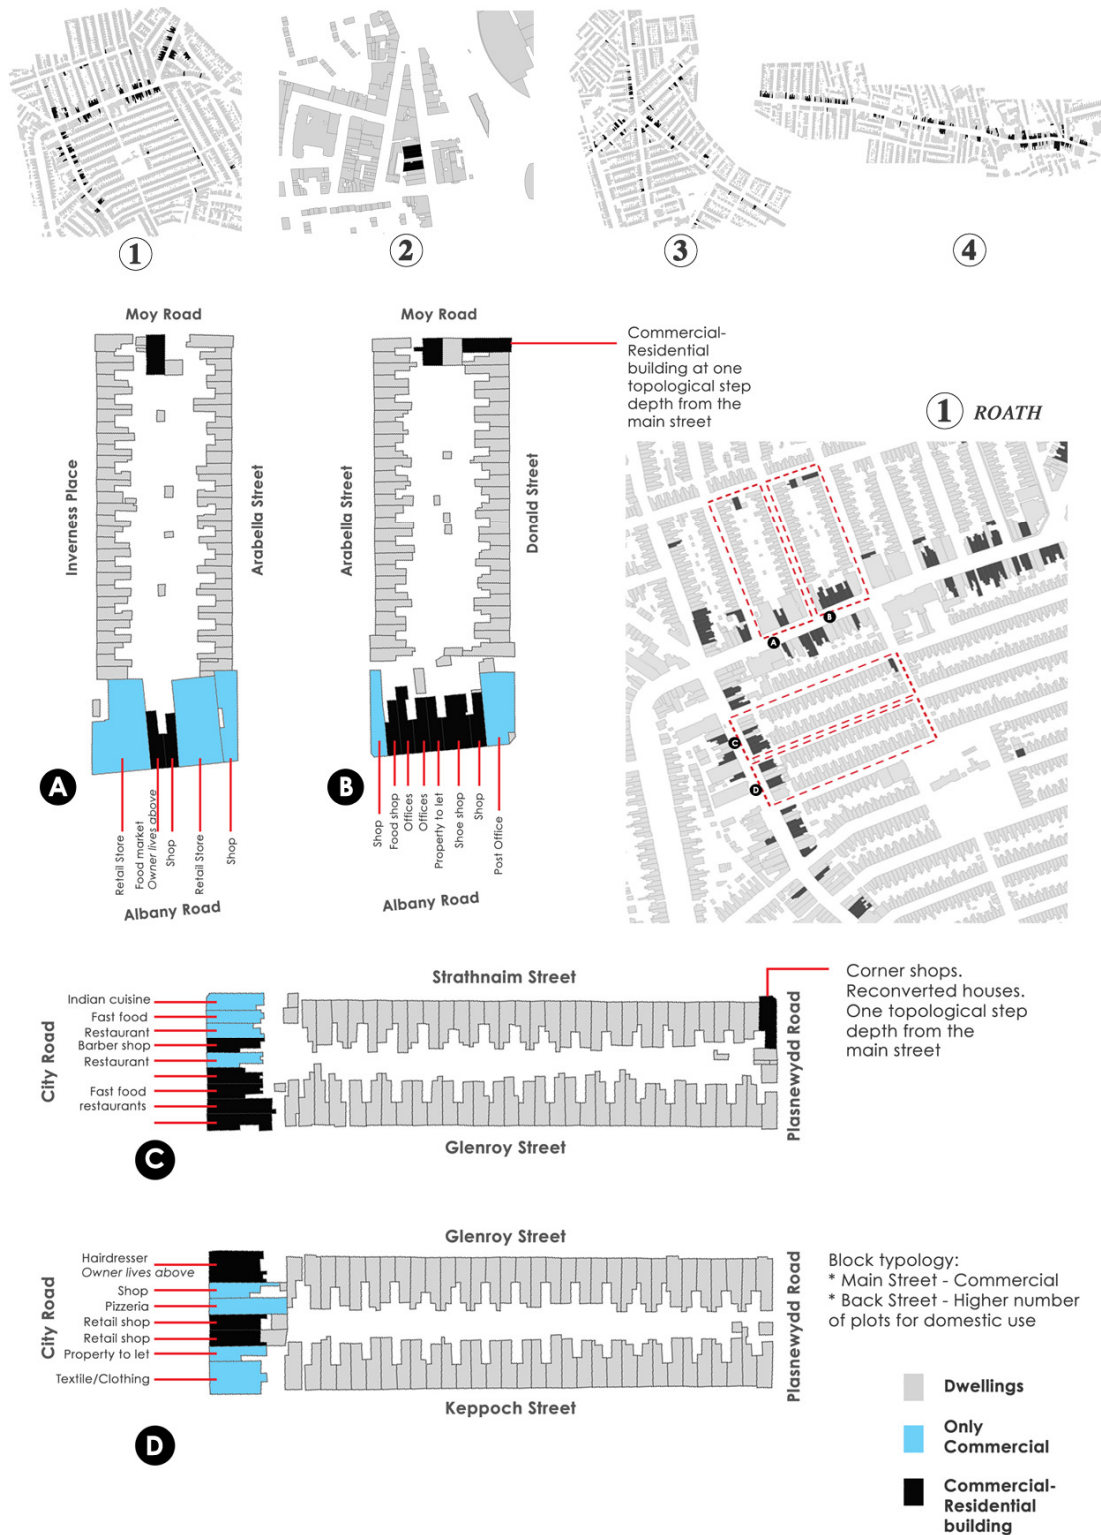 1
2
3
4
Moy Road
Inverness Place
Arabella Street
A
Retail Store
Food market
Owner lives above
Shop
Retail Store
Shop
Albany Road
Moy Road
Arabella Street
Donald Street
B
Shop
Food shop
Offices
Offices
Property to let
Shoe shop
Shop
Post Office
Albany Road
Commercial-
Residential
building at one
topological step
depth from the
main street
1 ROATH
A
B
C
D
Strathnaim Street
City Road
Indian cuisine
Fast food
Restaurant
Barber shop
Restaurant
Fast food
restaurants
Plasnewydd Road
Glenroy Street
C
Corner shops.
Reconverted houses.
One topological step
depth from the
main street
Glenroy Street
City Road
Hairdresser
Owner lives above
Shop
Pizzeria
Retail shop
Retail shop
Property to let
Textile/Clothing
Plasnewydd Road
Keppoch Street
D
Block typology:
* Main Street - Commercial
* Back Street - Higher number
of plots for domestic use
Dwellings
Only
Commercial
Commercial-
Residential
building